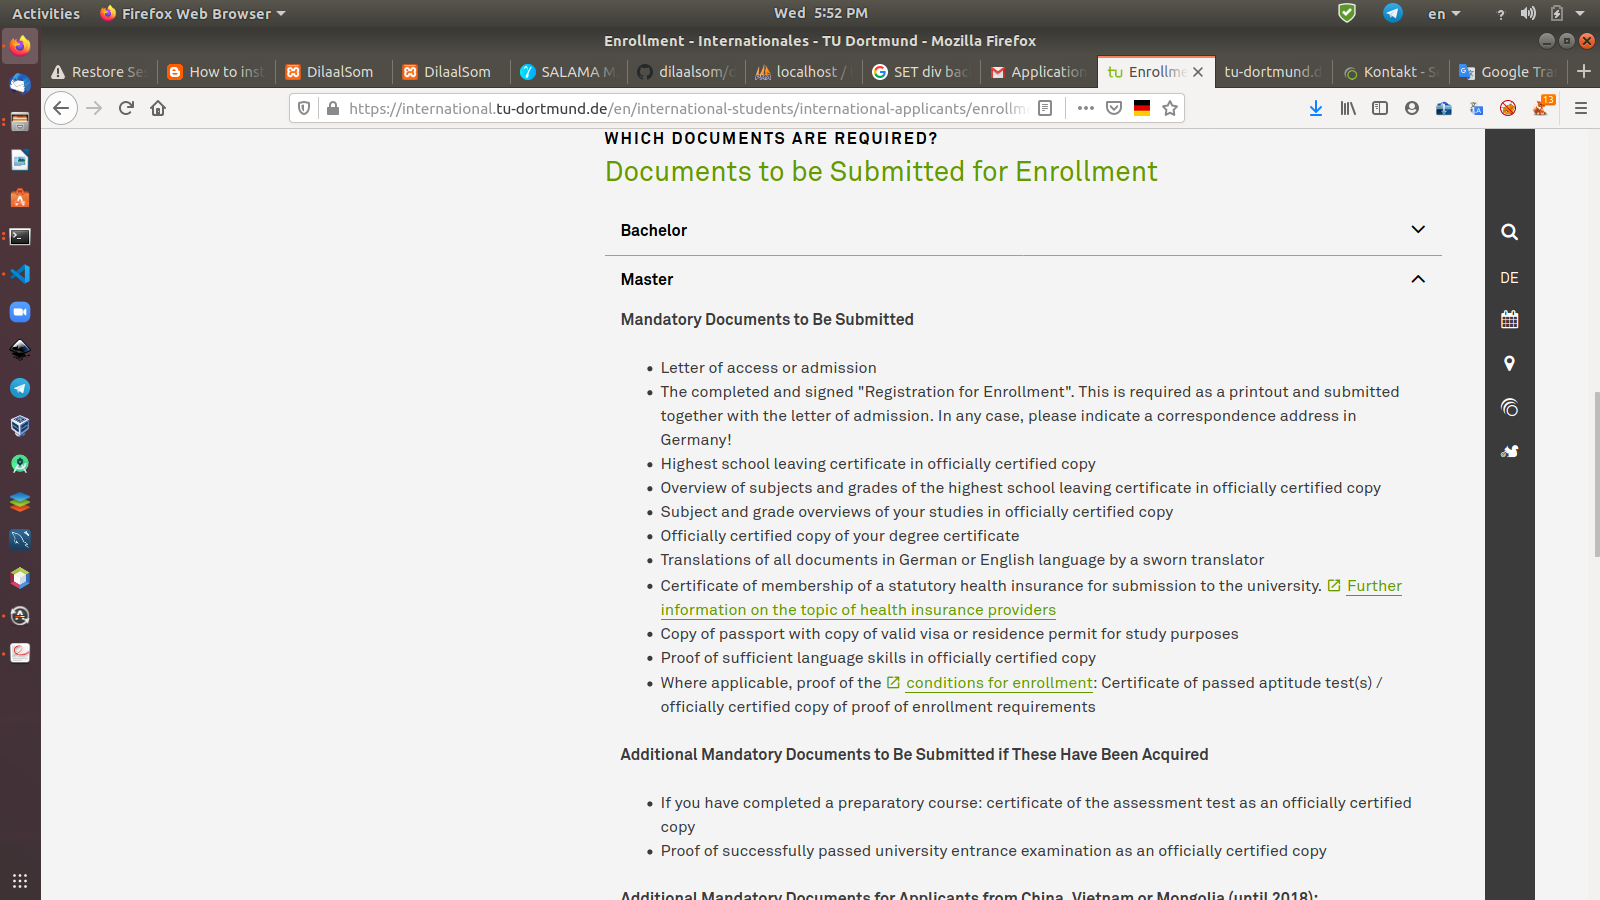 Activities Firefox Web Browser Wed 5:52 PM en ?
Enrollment - Internationales - TU Dortmund - Mozilla Firefox
Restore Se How to inst DilaalSom DilaalSom SALAMA M dilaalsom/ localhost / SET div bac Application Enrollme tu-dortmund.d Kontakt - S Google Tra
https://international.tu-dortmund.de/en/international-students/international-applicants/enrollm 13
WHICH DOCUMENTS ARE REQUIRED?
Documents to be Submitted for Enrollment
Bachelor
Master
DE
Mandatory Documents to Be Submitted
• Letter of access or admission
• The completed and signed "Registration for Enrollment". This is required as a printout and submitted
together with the letter of admission. In any case, please indicate a correspondence address in
Germany!
• Highest school leaving certificate in officially certified copy
• Overview of subjects and grades of the highest school leaving certificate in officially certified copy
• Subject and grade overviews of your studies in officially certified copy
• Officially certified copy of your degree certificate
• Translations of all documents in German or English language by a sworn translator
• Certificate of membership of a statutory health insurance for submission to the university. Further
information on the topic of health insurance providers
• Copy of passport with copy of valid visa or residence permit for study purposes
• Proof of sufficient language skills in officially certified copy
• Where applicable, proof of the conditions for enrollment: Certificate of passed aptitude test(s) /
officially certified copy of proof of enrollment requirements
Additional Mandatory Documents to Be Submitted if These Have Been Acquired
• If you have completed a preparatory course: certificate of the assessment test as an officially certified
copy
• Proof of successfully passed university entrance examination as an officially certified copy
Additional Mandatory Documents for Applicants from China, Vietnam or Mongolia (until 2018):